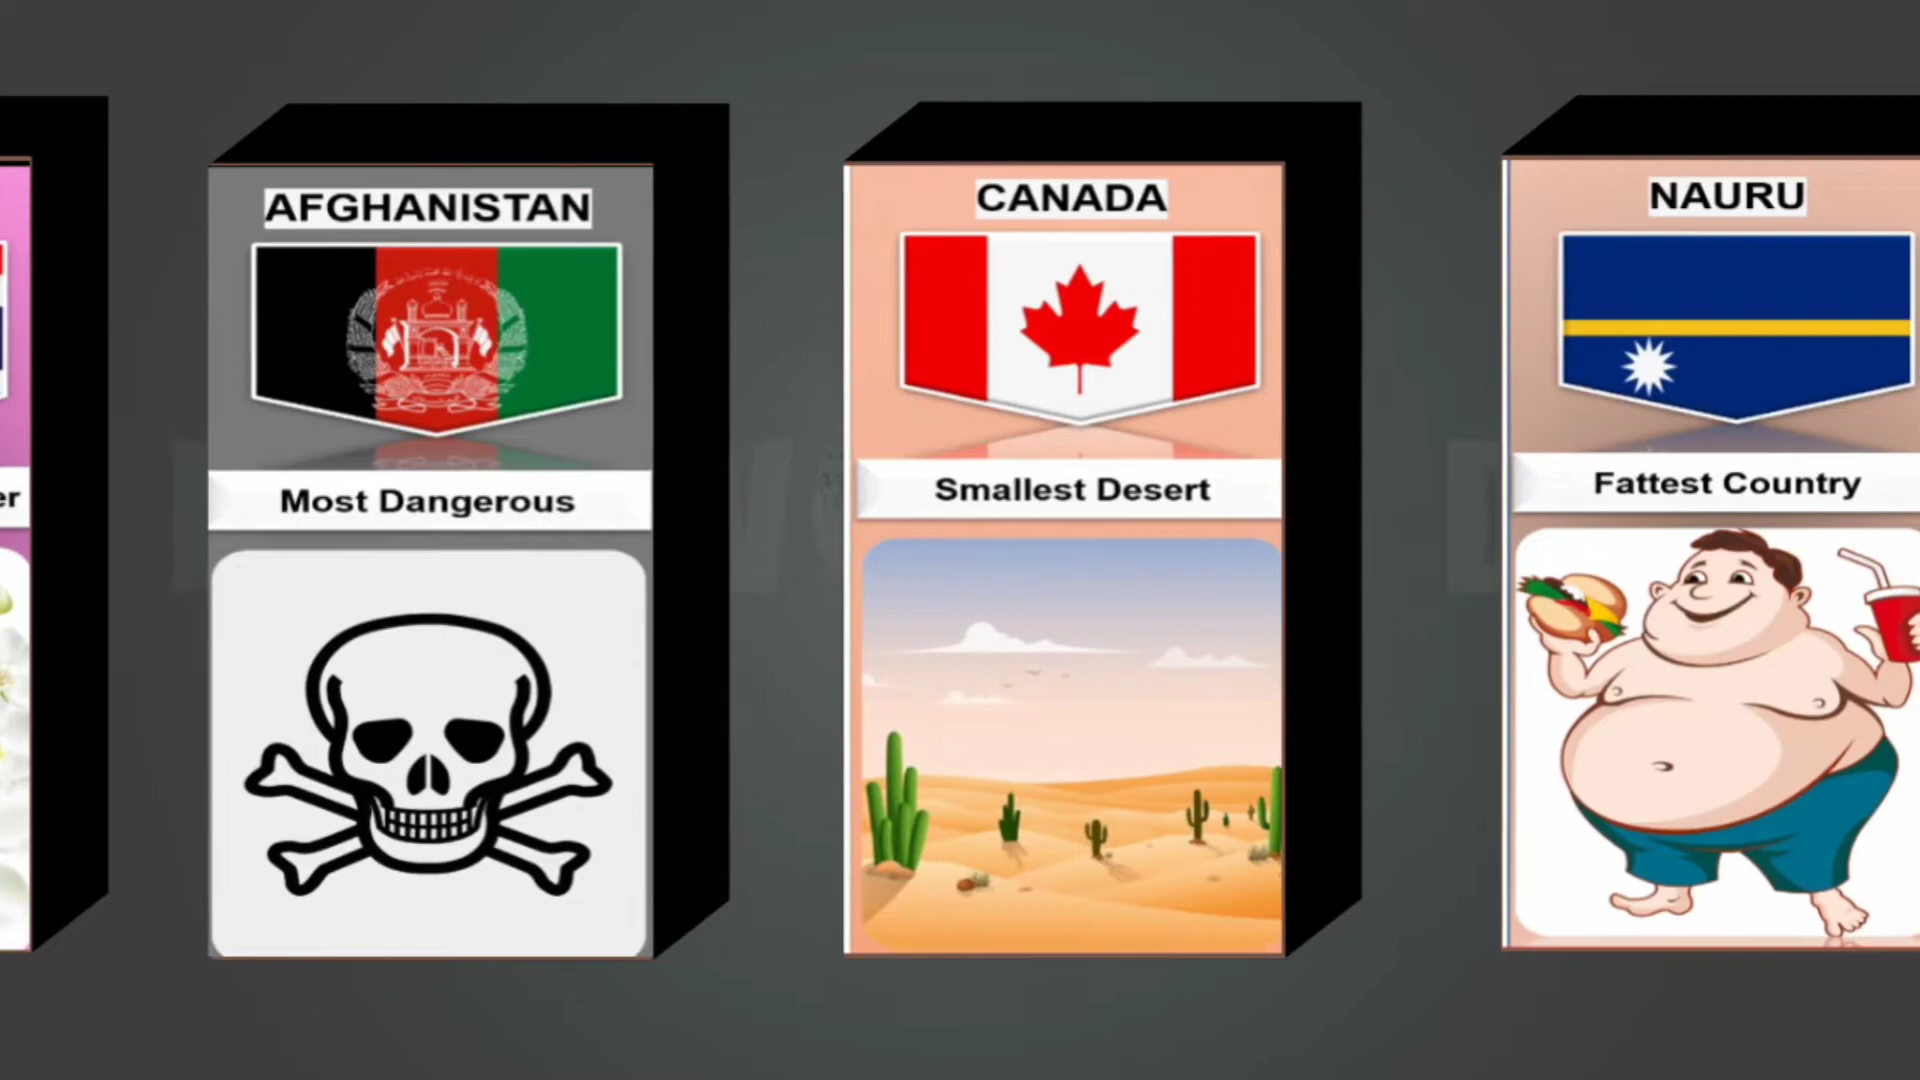 AFGHANISTAN
Most Dangerous
CANADA
Smallest Desert
NAURU
Fattest Country